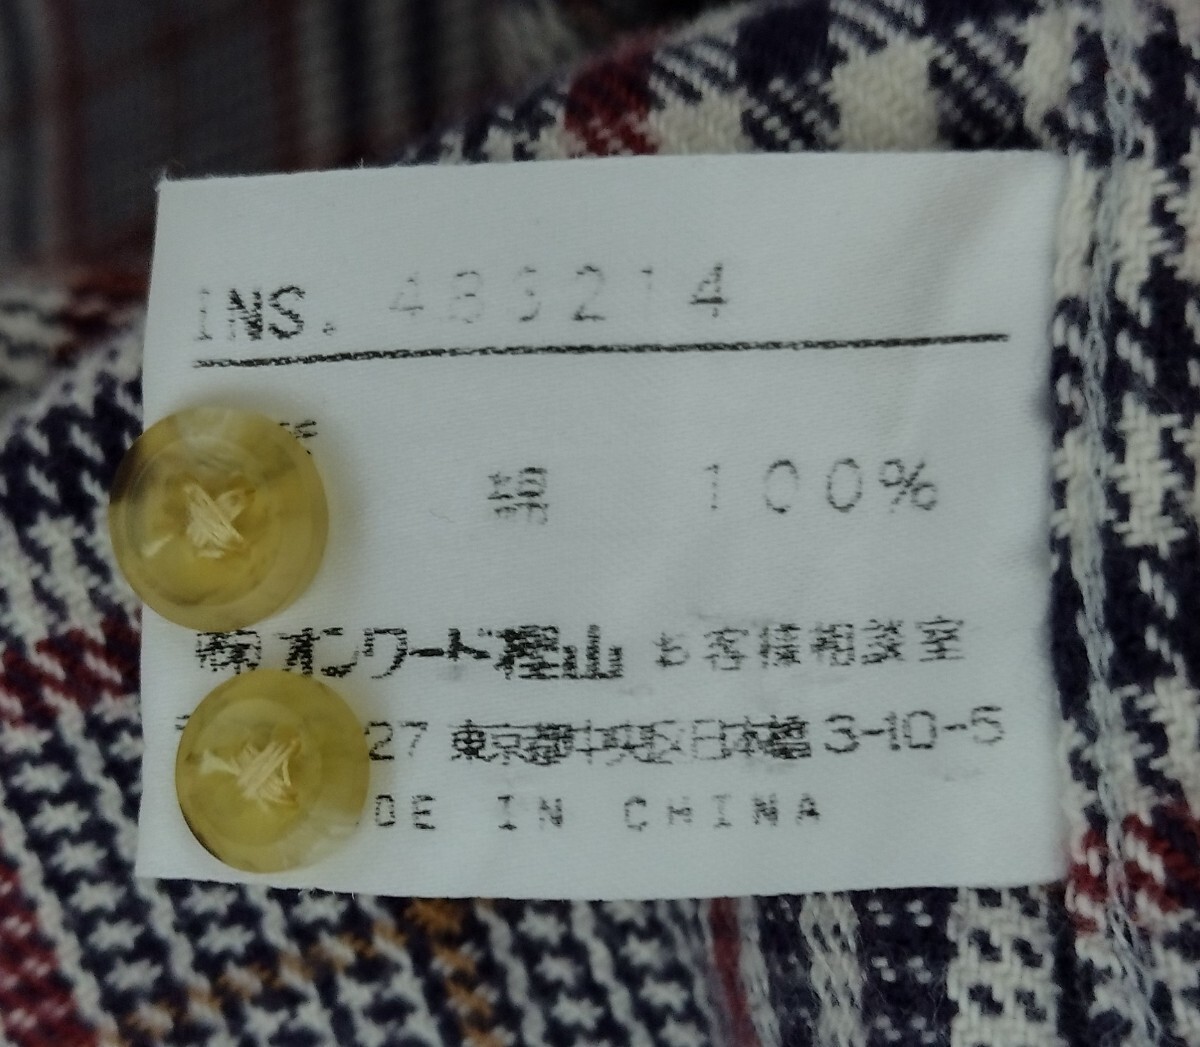 INS. 483214
綿 100%
㈱オンワード樫山 お客様相談室
27 東京都中央区日本橋3-10-5
DE IN CHINA